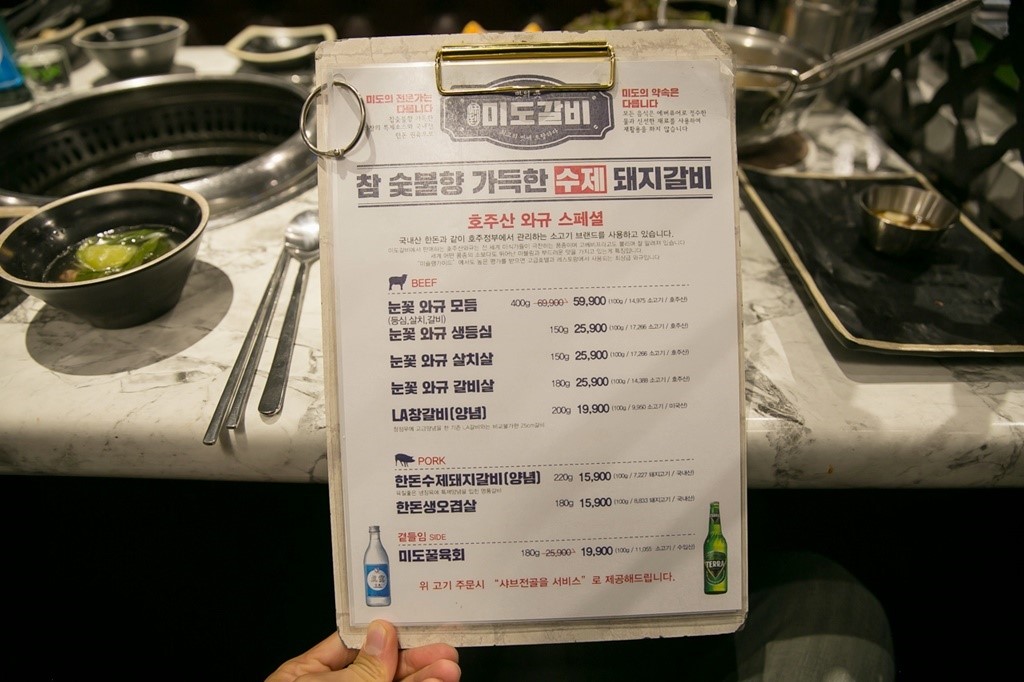 미도의 전문가는
다릅니다
미도갈비
미도의 약속은
다릅니다
재활용을 하지 않습니다
참 숯불향 가득한 수제 돼지갈비
호주산 와규 스페셜
국내산 한돈과 같이 호주정부에서 관리하는 소고기 브랜드를 사용하고 있습니다.
BEEF
눈꽃 와규 모듬 400g 69,900 59,900 (100g / 14,975 소고기 / 호주산)
(등심,살치,갈비)
눈꽃 와규 생등심 150g 25,900 (100g / 17,266 소고기 / 호주산)
눈꽃 와규 살치살 150g 25,900 (100g / 17,266 소고기 / 호주산)
눈꽃 와규 갈비살 180g 25,900 (100g / 14,388 소고기 / 호주산)
LA창갈비(양념) 200g 19,900 (100g / 9,950 소고기 / 미국산)
PORK
한돈수제돼지갈비(양념) 220g 15,900 (100g / 7,227 돼지고기 / 국내산)
한돈생오겹살 180g 15,900 (100g / 8,833 돼지고기 / 국내산)
곁들임 SIDE
미도꿀육회 180g 25,900 19,900 (100g / 11,055 소고기 / 수입산)
TERRA
위 고기 주문시 “샤브전골을 서비스” 로 제공해드립니다.